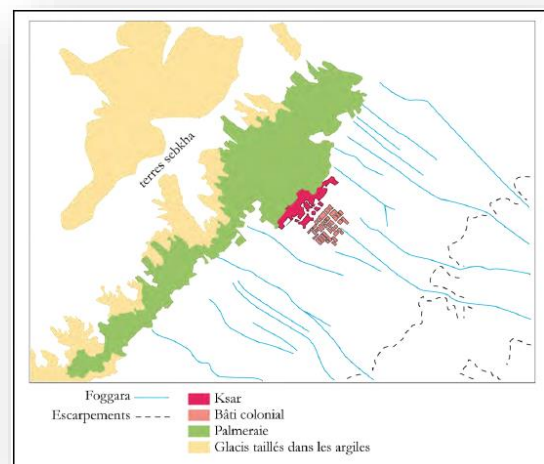 terres sebkha
Foggara
Escarpements
Ksar
Bâti colonial
Palmeraie
Glacis taillés dans les argiles